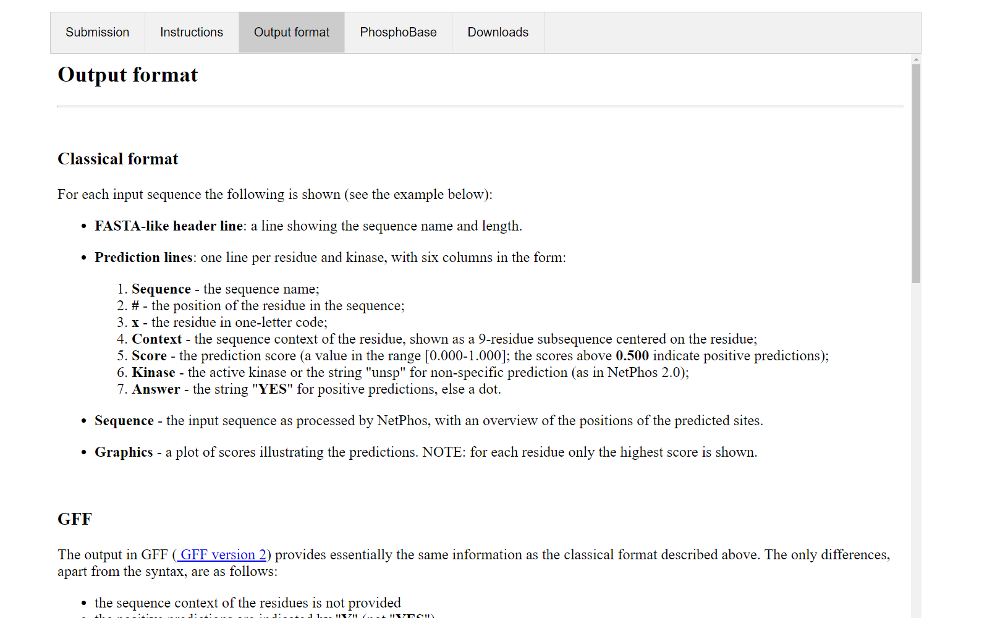 Submission Instructions Output format PhosphoBase Downloads
Output format
Classical format
For each input sequence the following is shown (see the example below):
• FASTA-like header line: a line showing the sequence name and length.
• Prediction lines: one line per residue and kinase, with six columns in the form:
1. Sequence - the sequence name;
2. # - the position of the residue in the sequence;
3. x - the residue in one-letter code;
4. Context - the sequence context of the residue, shown as a 9-residue subsequence centered on the residue;
5. Score - the prediction score (a value in the range [0.000-1.000]; the scores above 0.500 indicate positive predictions);
6. Kinase - the active kinase or the string "unsp" for non-specific prediction (as in NetPhos 2.0);
7. Answer - the string "YES" for positive predictions, else a dot.
• Sequence - the input sequence as processed by NetPhos, with an overview of the positions of the predicted sites.
• Graphics - a plot of scores illustrating the predictions. NOTE: for each residue only the highest score is shown.
GFF
The output in GFF ( GFF version 2) provides essentially the same information as the classical format described above. The only differences,
apart from the syntax, are as follows:
• the sequence context of the residues is not provided
• the positive predictions are indicated by "Y" (not "YES")